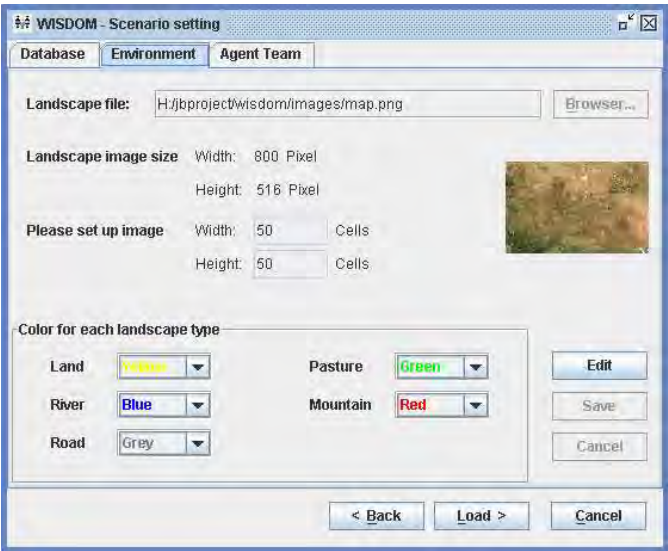 WISDOM - Scenario setting
Database Environment Agent Team
Landscape file: H:/jbproject/wisdom/images/map.png Browser...
Landscape image size Width: 800 Pixel
Height: 516 Pixel
Please set up image Width: 50 Cells
Height: 50 Cells
Color for each landscape type
Land Yellow Pasture Green Edit
River Blue Mountain Red Save
Road Grey Cancel
< Back Load > Cancel